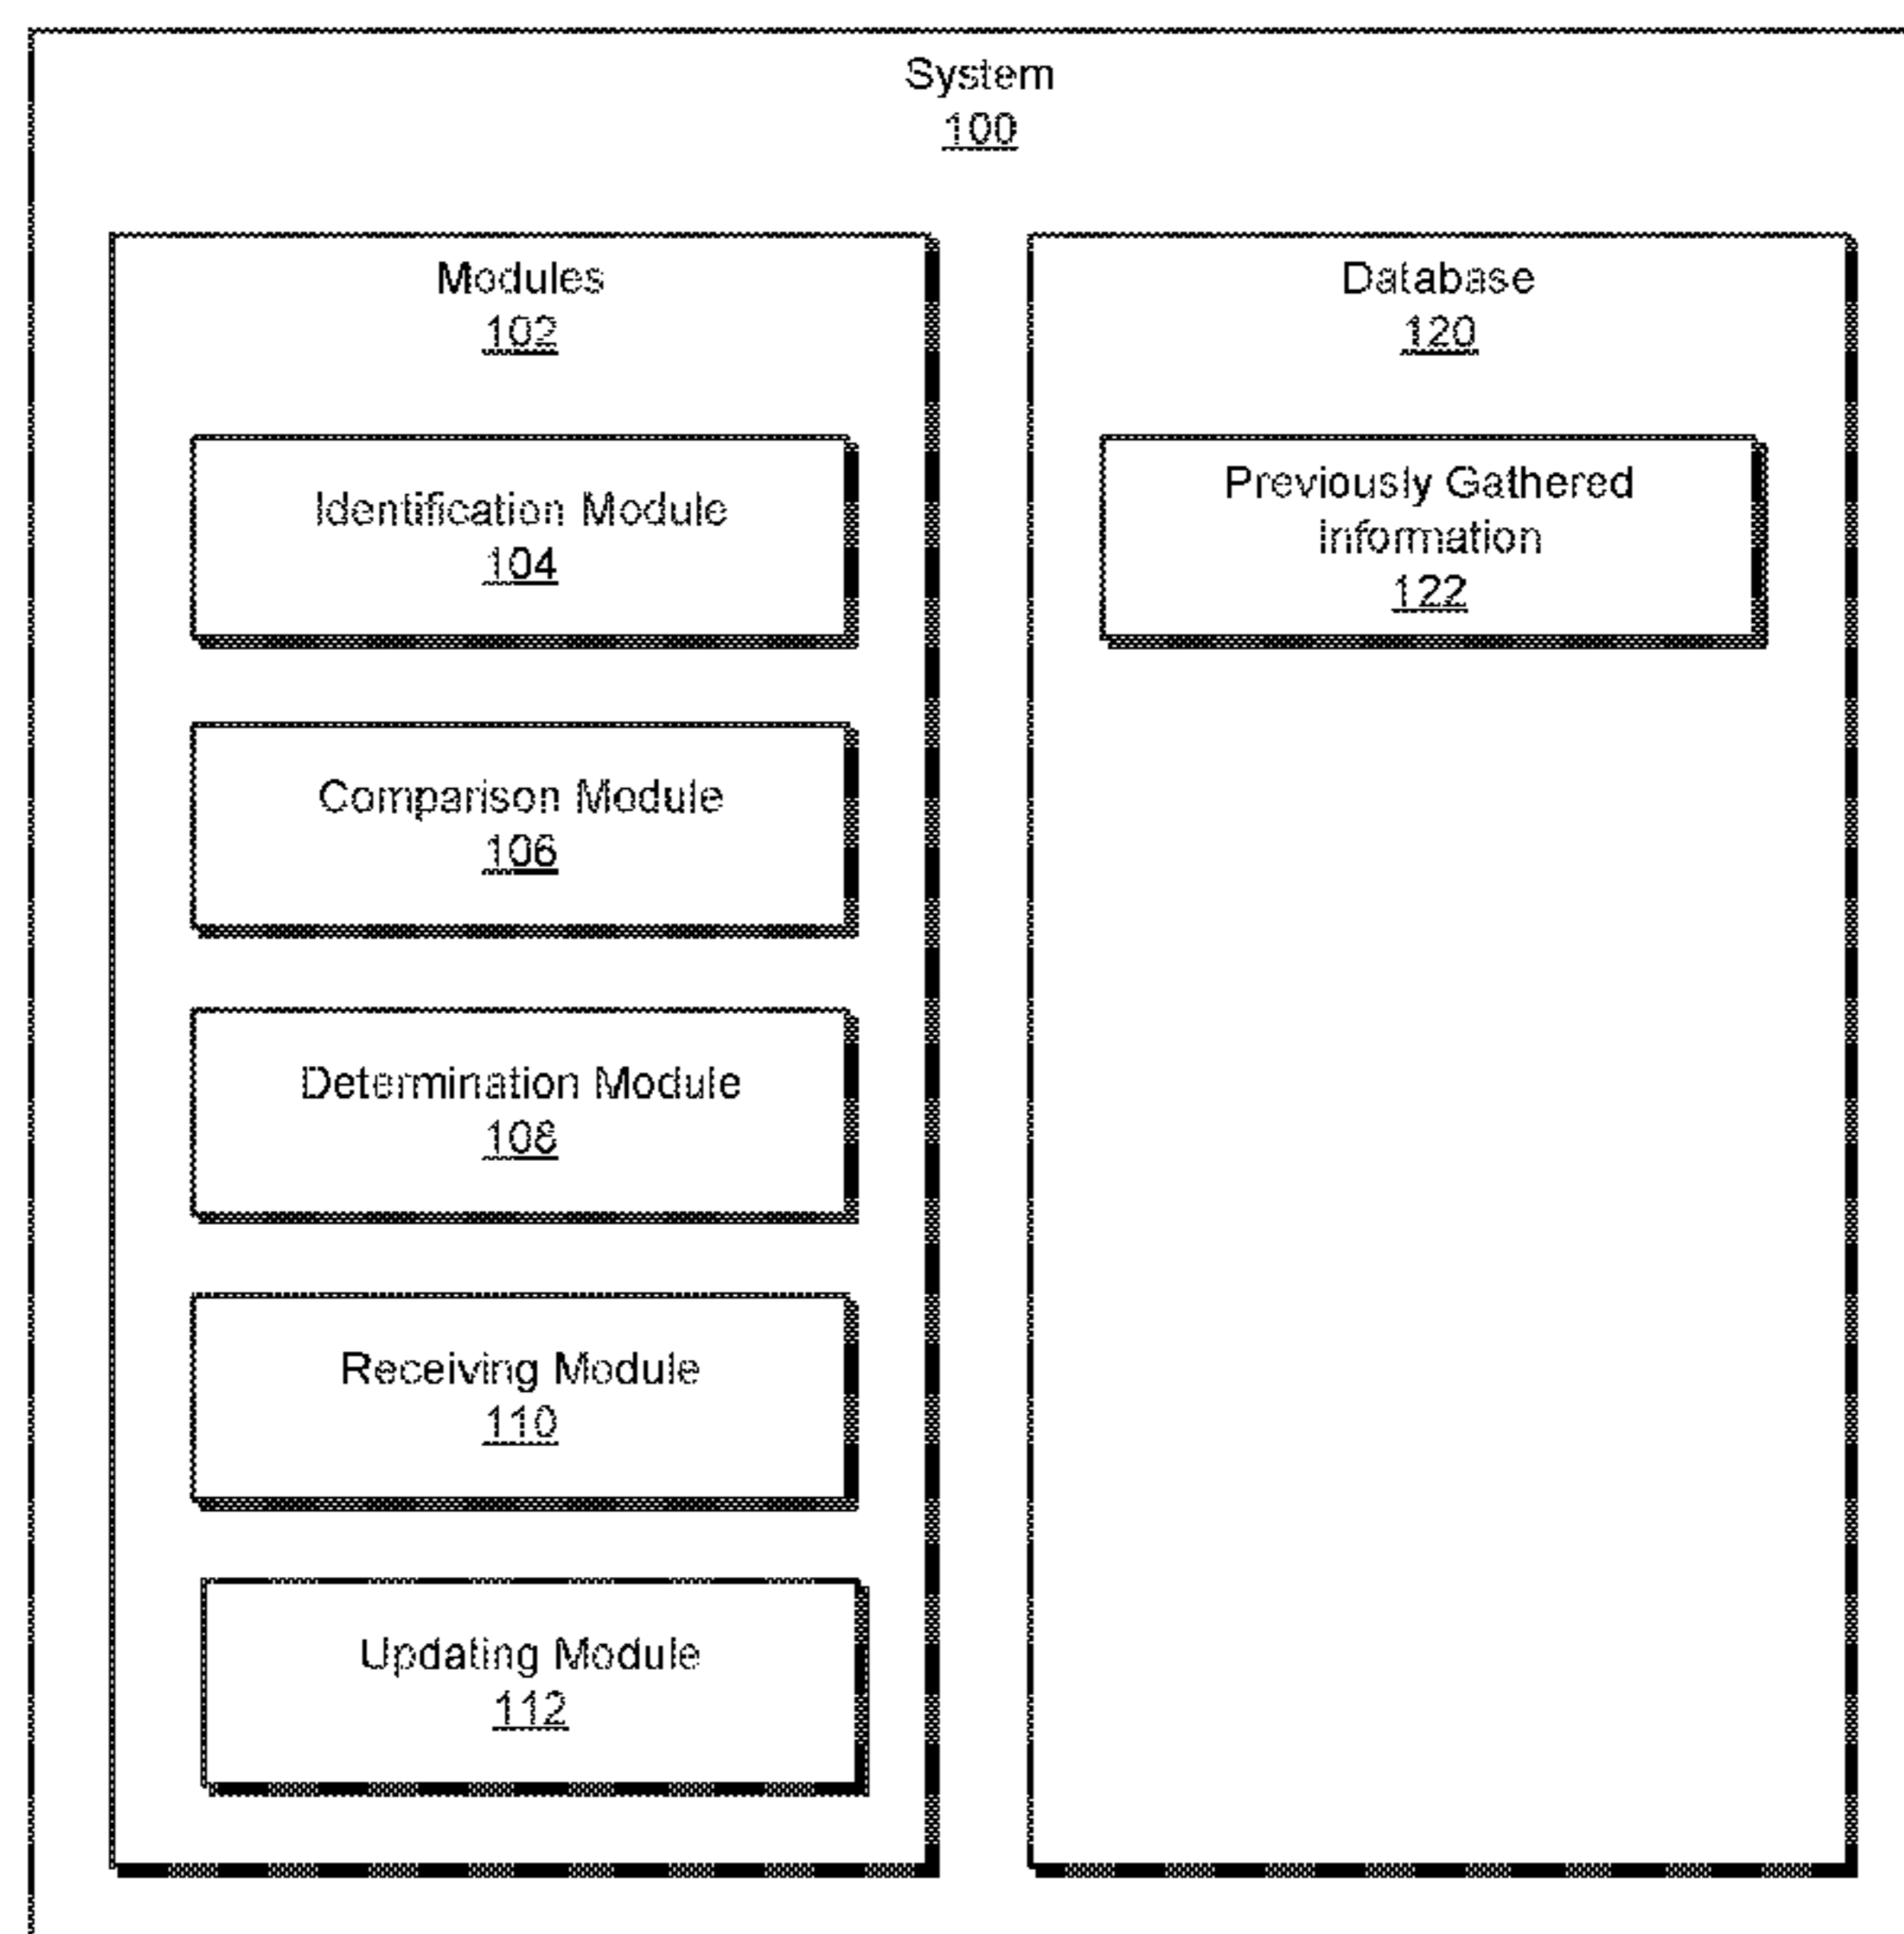 System
100
Modules
102
Identification Module
104
Comparison Module
106
Determination Module
108
Receiving Module
110
Updating Module
112
Database
120
Previously Gathered
Information
122